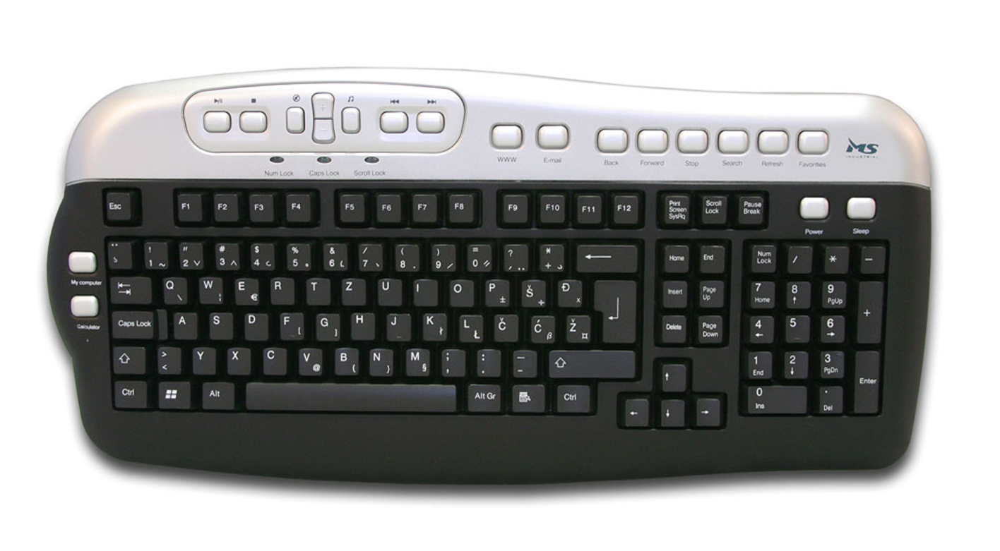 Num Lock Caps Lock Scroll Lock
WWW E-mail
Back Forward Stop Search Refresh Favorites
MS
INDUSTRIAL
Esc F1 F2 F3 F4 F5 F6 F7 F8 F9 F10 F11 F12
Print Screen SysRq
Scroll Lock
Pause Break
Power Sleep
My computer
Calculator
! 1 ~
" 2 ˇ
# 3 ^
$ 4
% 5 °
& 6
/ 7 `
( 8
) 9
= 0
?
* +
Home End
Num Lock / * –
Q \
W ¦
E €
R T Z U I O
P ±
Š ÷
Đ x
Insert
Page Up
7 Home
8 ↑
9 PgUp
+
Caps Lock
A S D
F [
G ]
H J
K ł
L Ł
Č
Ć ß
Ž ¤
Delete
Page Down
4 ←
5
6 →
> <
Y X C
V @
B {
N }
M §
; ,
: .
_ -
↑
1 End
2 ↓
3 PgDn
Enter
Ctrl Alt Alt Gr Ctrl
← ↓ →
0 Ins
. Del